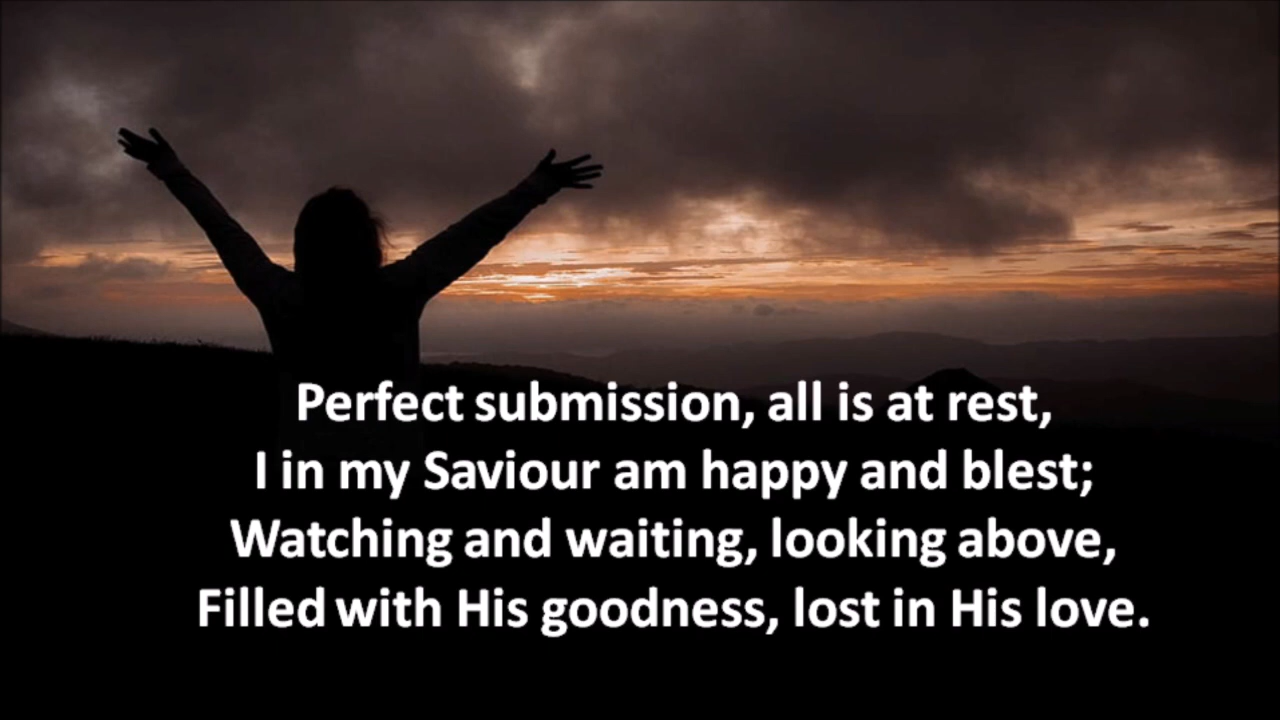 Perfect submission, all is at rest,
I in my Saviour am happy and blest;
Watching and waiting, looking above,
Filled with His goodness, lost in His love.